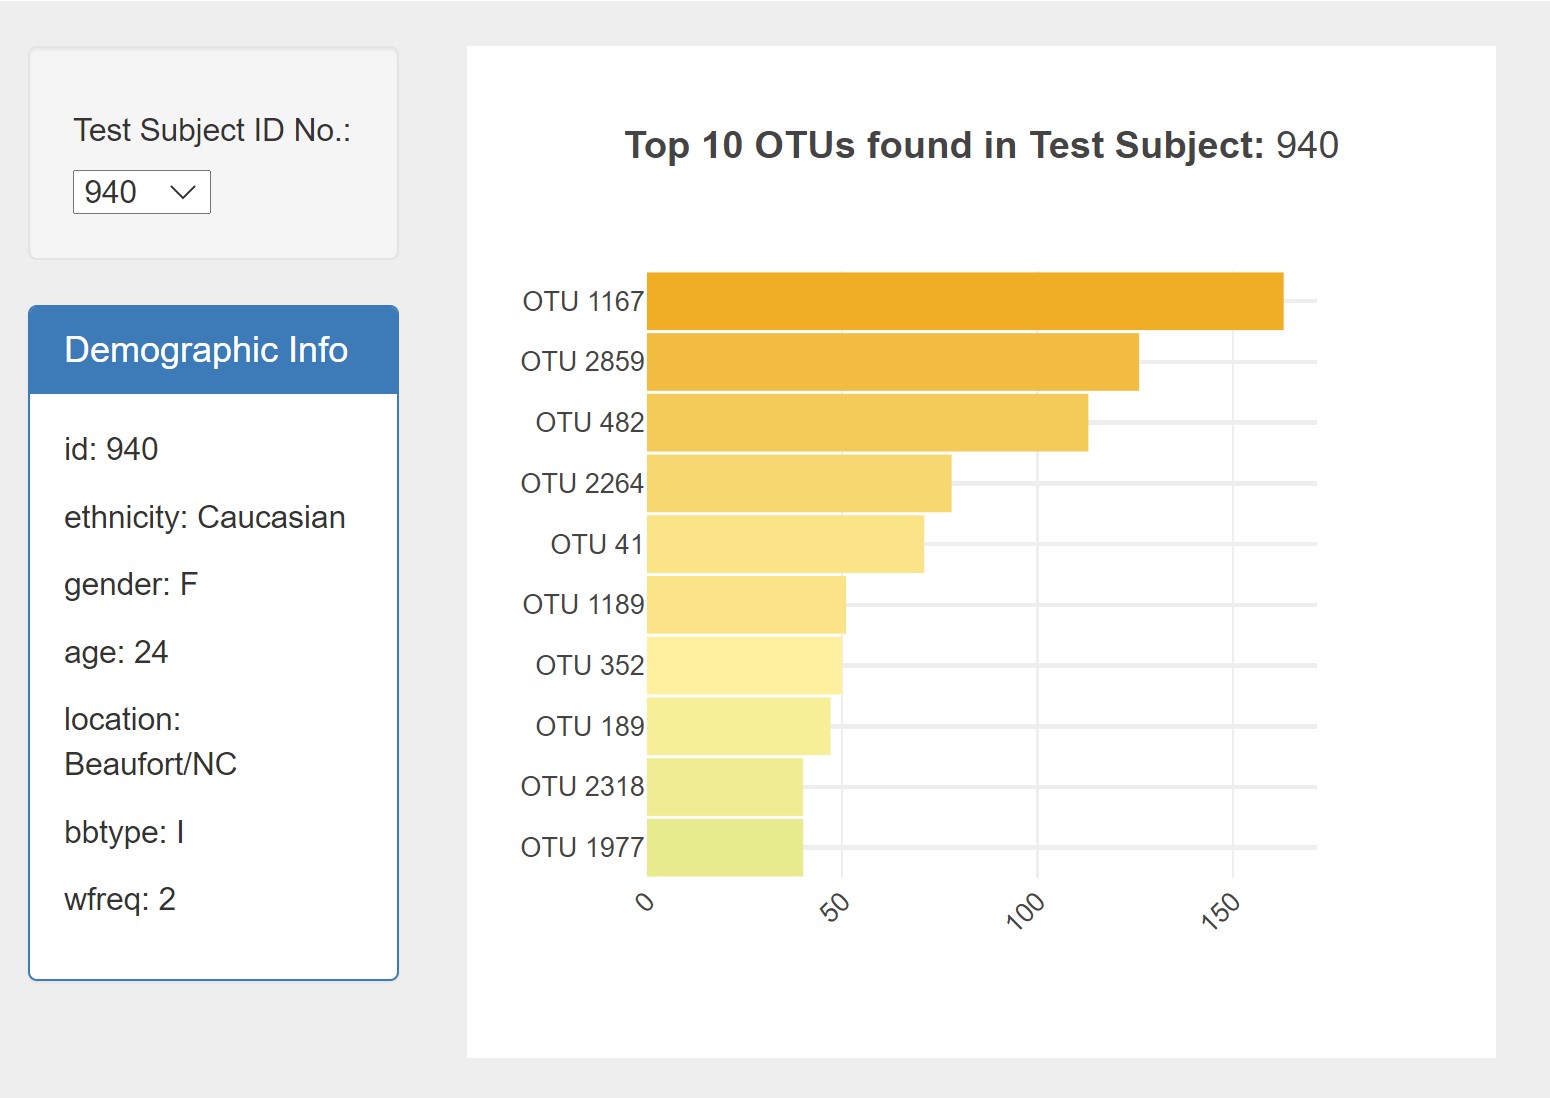 Test Subject ID No.:
940
Demographic Info
id: 940
ethnicity: Caucasian
gender: F
age: 24
location:
Beaufort/NC
bbtype: I
wfreq: 2
Top 10 OTUs found in Test Subject: 940
OTU 1167
OTU 2859
OTU 482
OTU 2264
OTU 41
OTU 1189
OTU 352
OTU 189
OTU 2318
OTU 1977
0
50
100
150